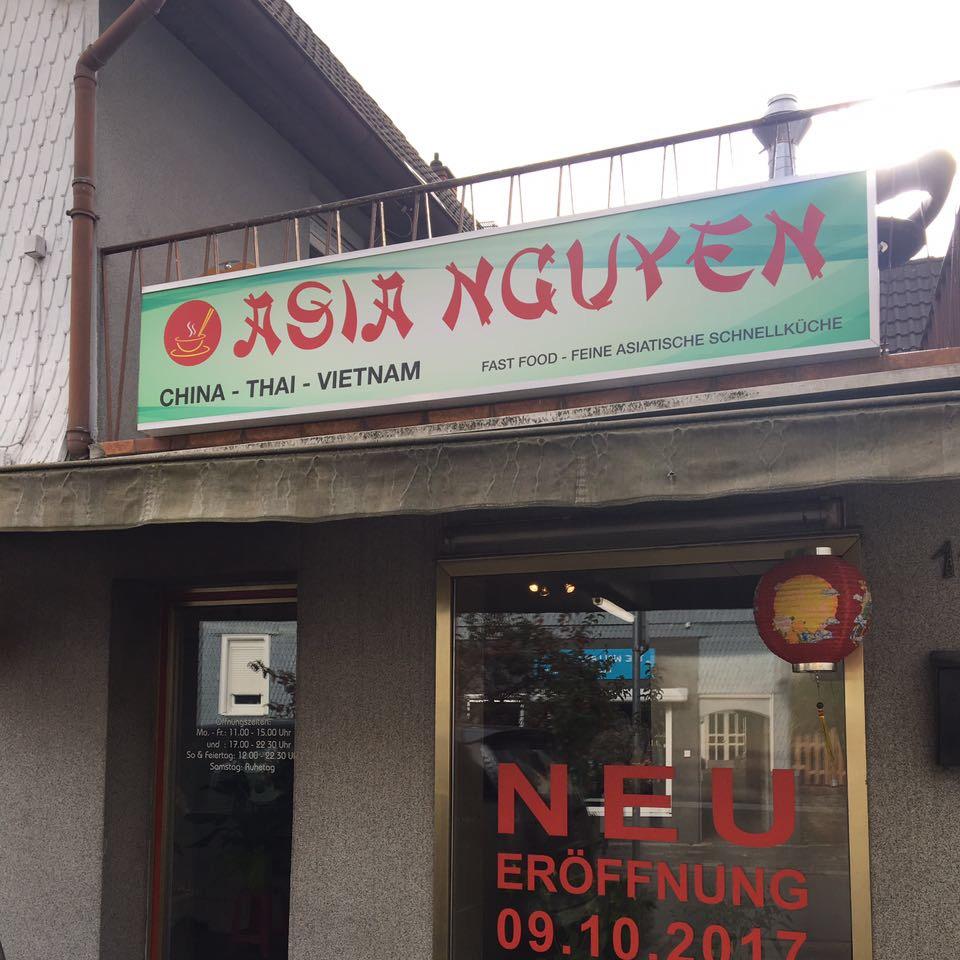 ASIA NGUYEN
CHINA - THAI - VIETNAM
FAST FOOD - FEINE ASIATISCHE SCHNELLKÜCHE
Öffnungszeiten:
Mo. - Fr.: 11.00 - 15.00 Uhr
und : 17.00 - 22.30 Uhr
So & Feiertag: 12.00 - 22.30 U
Samstag: Ruhetag
NEU
ERÖFFNUNG
09.10.2017